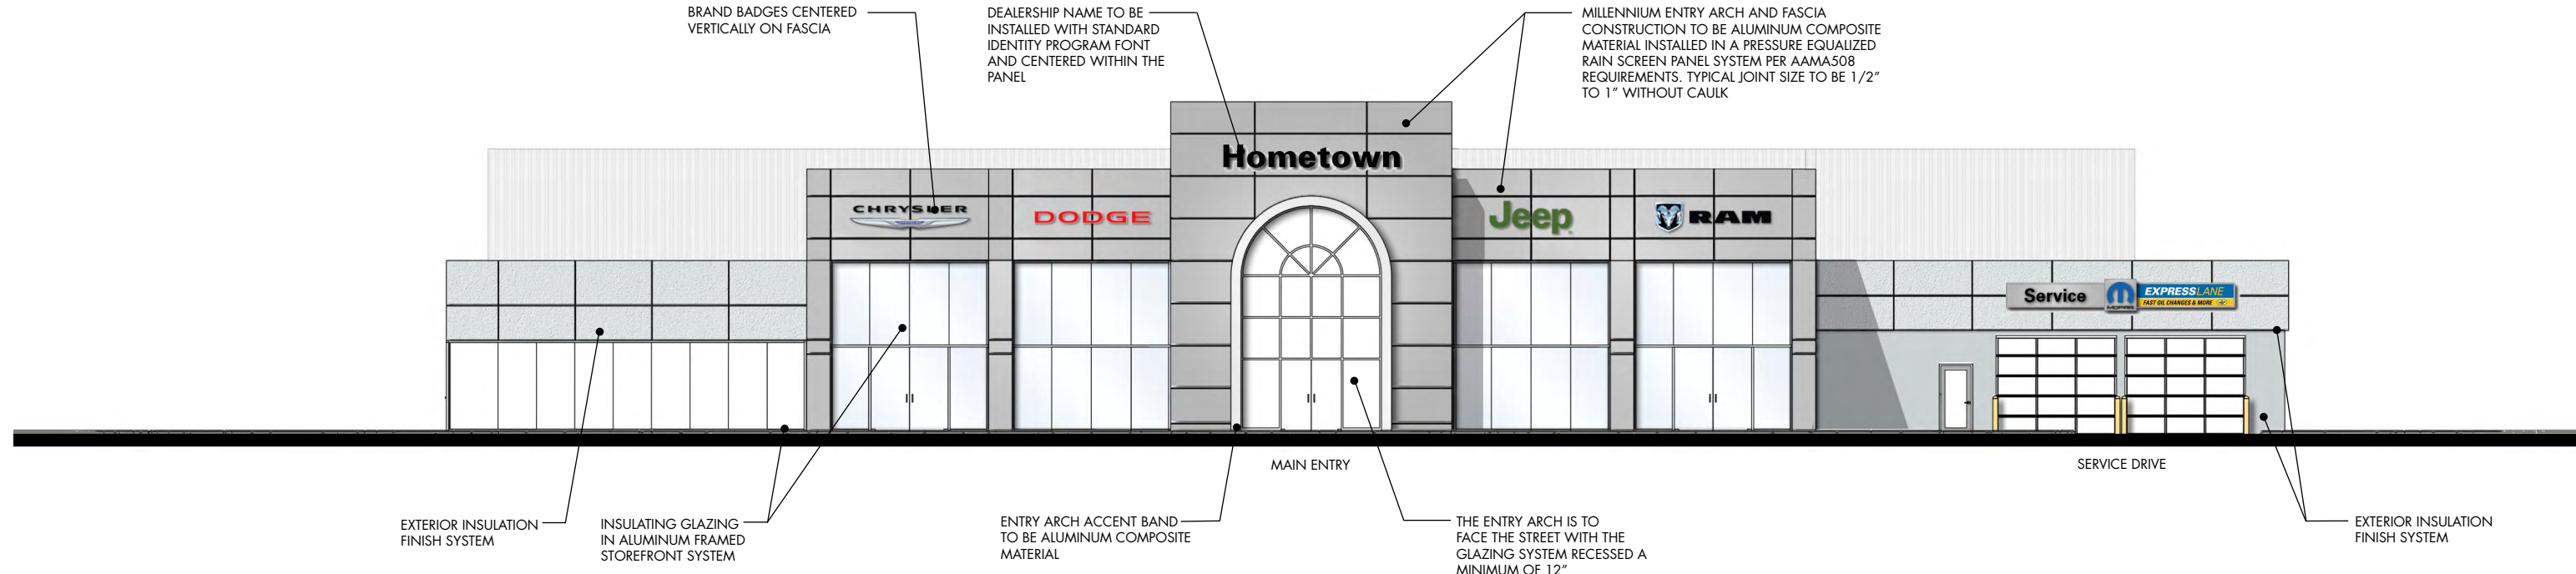 BRAND BADGES CENTERED
VERTICALLY ON FASCIA
DEALERSHIP NAME TO BE
INSTALLED WITH STANDARD
IDENTITY PROGRAM FONT
AND CENTERED WITHIN THE
PANEL
MILLENNIUM ENTRY ARCH AND FASCIA
CONSTRUCTION TO BE ALUMINUM COMPOSITE
MATERIAL INSTALLED IN A PRESSURE EQUALIZED
RAIN SCREEN PANEL SYSTEM PER AAMA508
REQUIREMENTS. TYPICAL JOINT SIZE TO BE 1/2"
TO 1" WITHOUT CAULK
Hometown
CHRYSLER
DODGE
Jeep
RAM
Service
MOPAR
EXPRESS LANE
FAST OIL CHANGES & MORE
MAIN ENTRY
SERVICE DRIVE
EXTERIOR INSULATION
FINISH SYSTEM
INSULATING GLAZING
IN ALUMINUM FRAMED
STOREFRONT SYSTEM
ENTRY ARCH ACCENT BAND
TO BE ALUMINUM COMPOSITE
MATERIAL
THE ENTRY ARCH IS TO
FACE THE STREET WITH THE
GLAZING SYSTEM RECESSED A
MINIMUM OF 12"
EXTERIOR INSULATION
FINISH SYSTEM